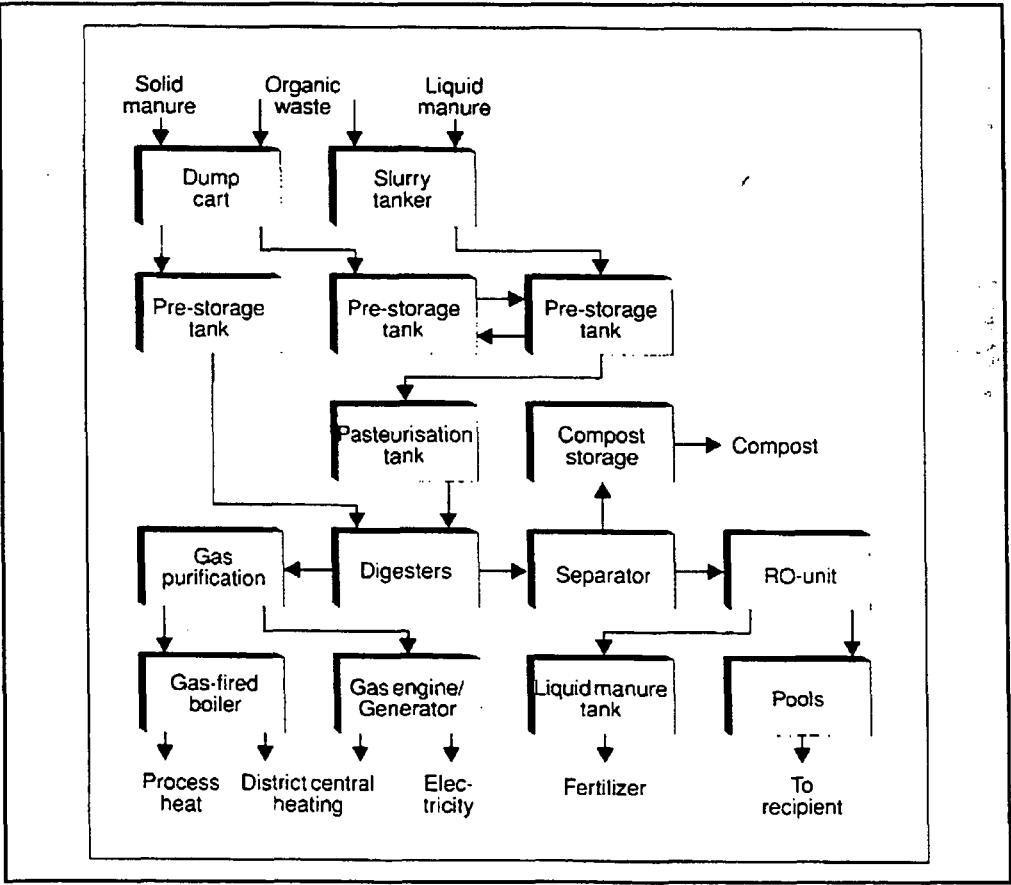 Solid
manure
Organic
waste
Liquid
manure
Dump
cart
Slurry
tanker
Pre-storage
tank
Pre-storage
tank
Pre-storage
tank
Pasteurisation
tank
Compost
storage
Compost
Gas
purification
Digesters
Separator
RO-unit
Gas-fired
boiler
Gas engine/
Generator
Liquid manure
tank
Pools
Process
heat
District central
heating
Elec-
tricity
Fertilizer
To
recipient